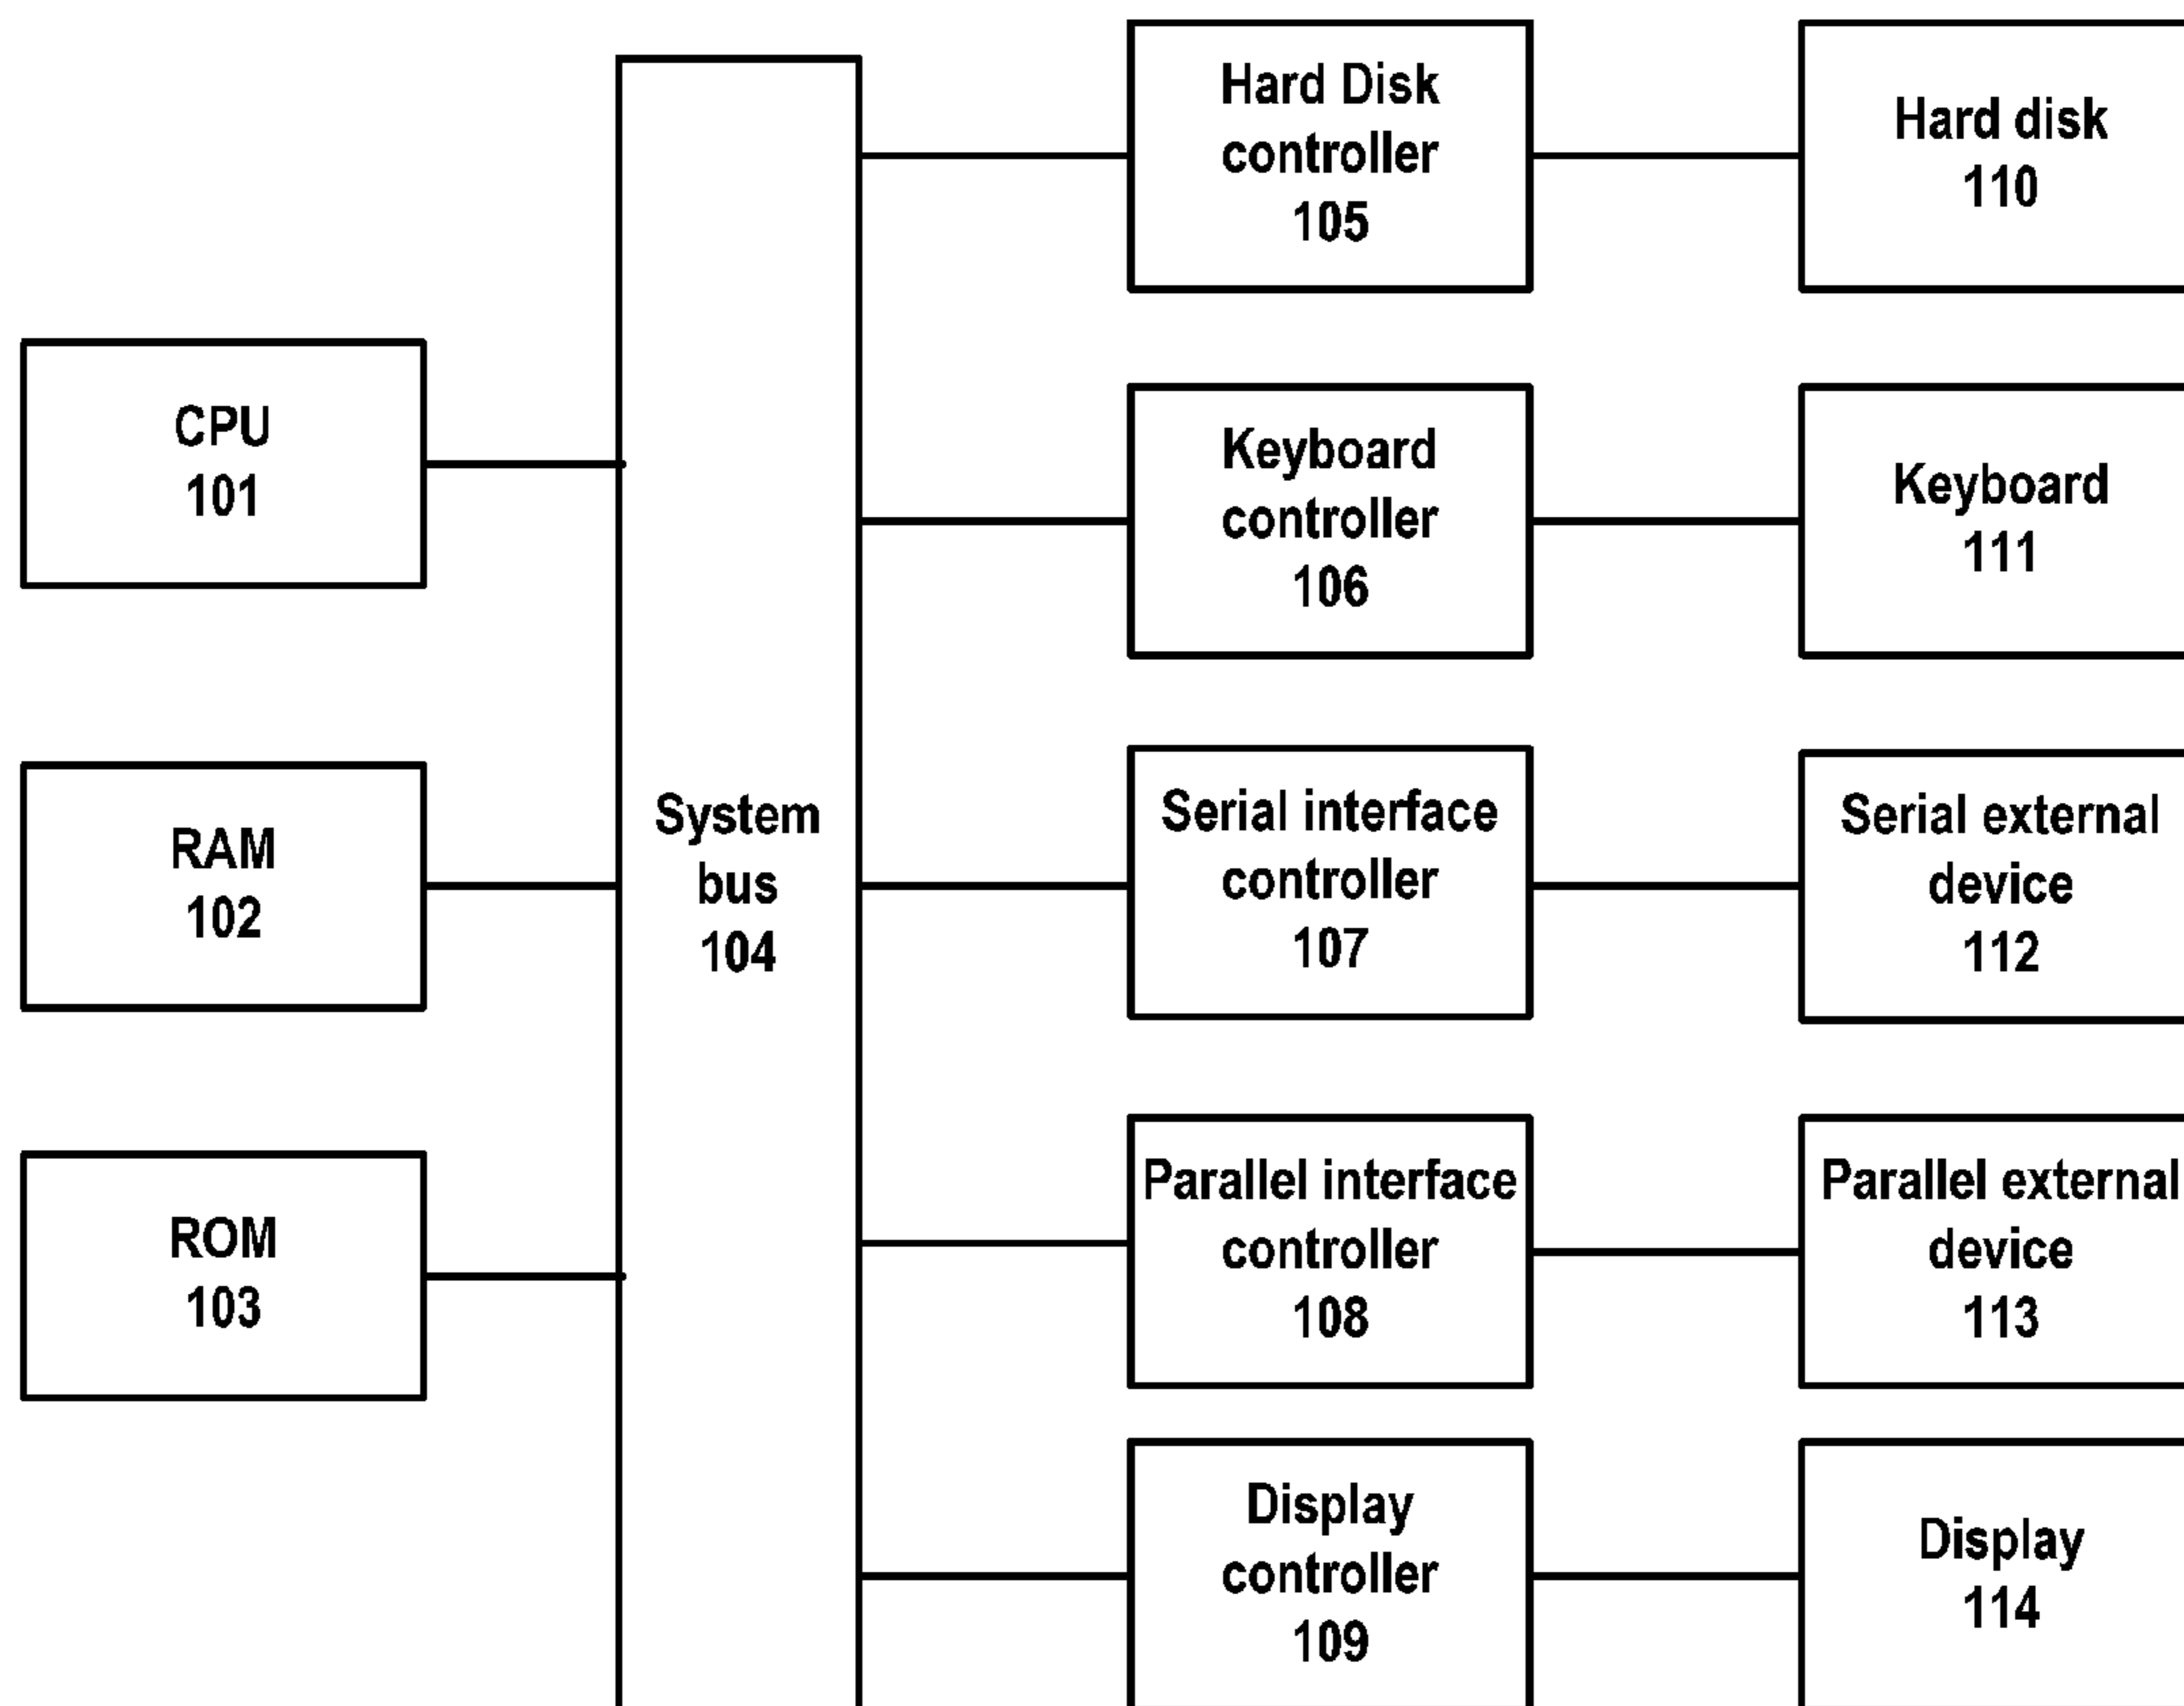 Hard Disk
controller
105
Hard disk
110
CPU
101
Keyboard
controller
106
Keyboard
111
RAM
102
System
bus
104
Serial interface
controller
107
Serial external
device
112
ROM
103
Parallel interface
controller
108
Parallel external
device
113
Display
controller
109
Display
114